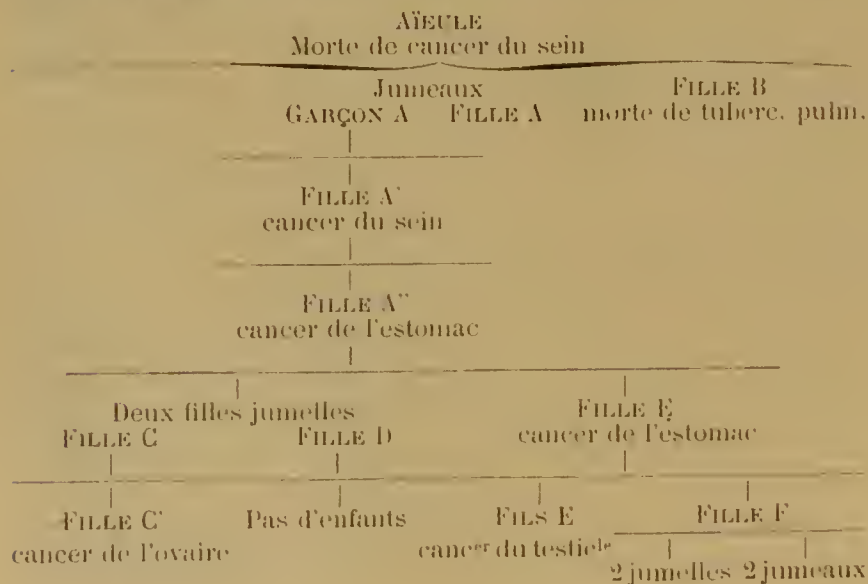 AÏEULE
Morte de cancer du sein
Jumeaux
GARÇON A FILLE A
FILLE B
morte de tuberc. pulm.
FILLE A'
cancer du sein
FILLE A''
cancer de l'estomac
Deux filles jumelles
FILLE C FILLE D
FILLE E
cancer de l'estomac
FILLE C' Pas d'enfants FILS E FILLE F
cancer de l'ovaire cancer du testicle
2 jumelles 2 jumeaux